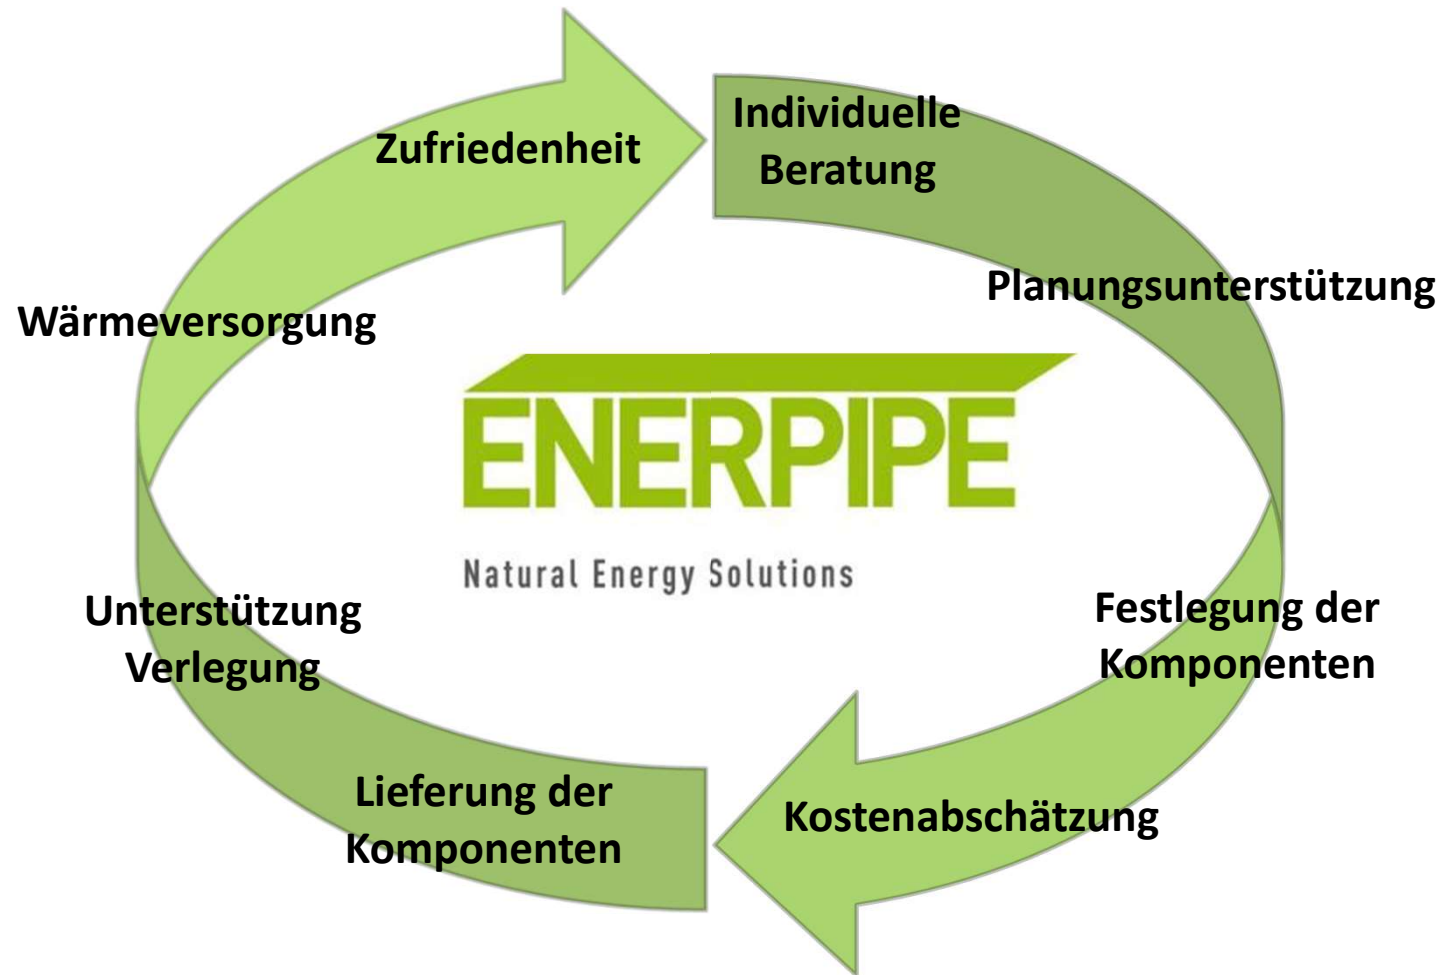 Zufriedenheit
Individuelle
Beratung
Planungsunterstützung
Wärmeversorgung
ENERPIPE
Natural Energy Solutions
Unterstützung
Verlegung
Festlegung der
Komponenten
Lieferung der
Komponenten
Kostenabschätzung